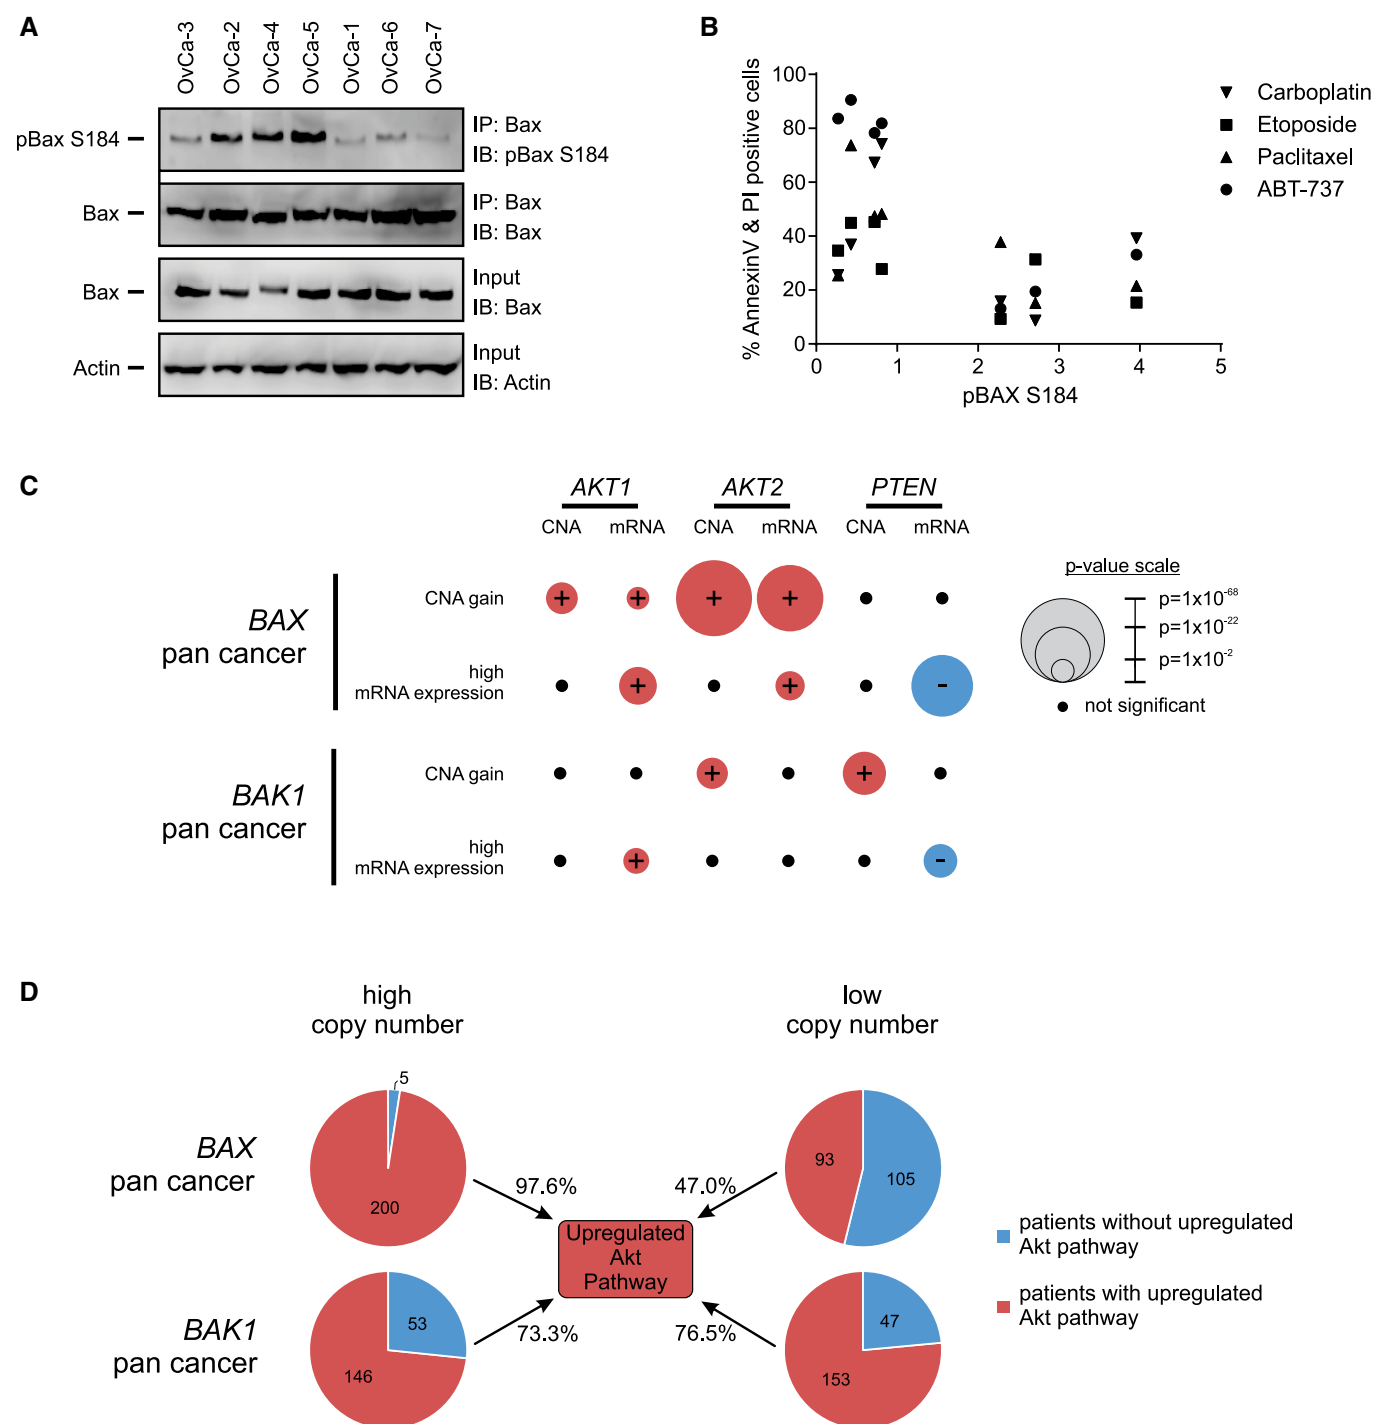 A
OvCa-3
OvCa-2
OvCa-4
OvCa-5
OvCa-1
OvCa-6
OvCa-7
pBax S184
IP: Bax
IB: pBax S184
Bax
IP: Bax
IB: Bax
Bax
Input
IB: Bax
Actin
Input
IB: Actin
B
% AnnexinV & PI positive cells
100
80
60
40
20
0
0 1 2 3 4 5
pBAX S184
Carboplatin
Etoposide
Paclitaxel
ABT-737
C
AKT1 AKT2 PTEN
CNA mRNA CNA mRNA CNA mRNA
BAX
pan cancer
CNA gain
+ + + +
high
mRNA expression
+ + -
BAK1
pan cancer
CNA gain
+ +
high
mRNA expression
+ -
p-value scale
p=1x10⁻⁶⁸
p=1x10⁻²²
p=1x10⁻²
not significant
D
high
copy number
low
copy number
BAX
pan cancer
5
200
97.6%
47.0%
93
105
Upregulated
Akt
Pathway
BAK1
pan cancer
53
146
73.3%
76.5%
47
153
patients without upregulated
Akt pathway
patients with upregulated
Akt pathway